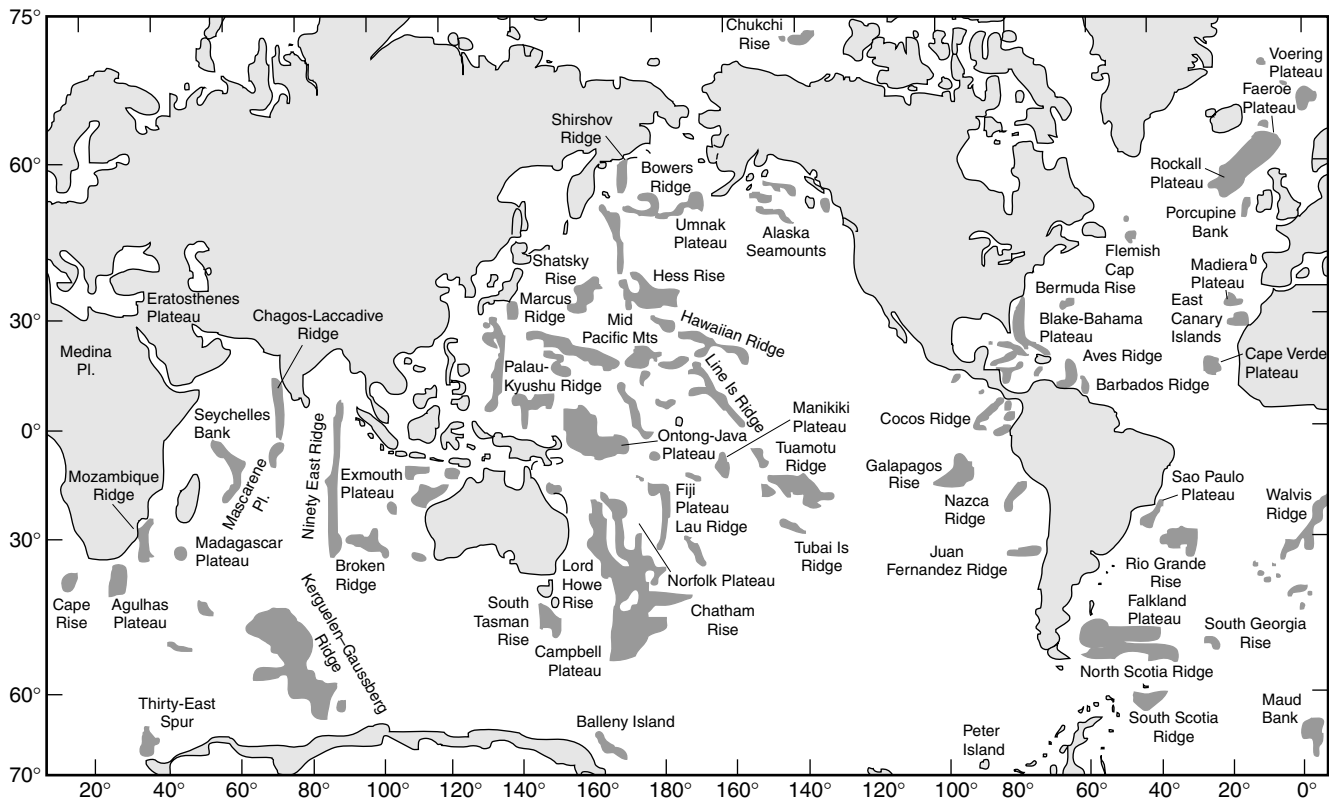 75°
Chukchi
Rise
Voering
Plateau
Faeroe
Plateau
Shirshov
Ridge
60°
Bowers
Ridge
Rockall
Plateau
Umnak
Plateau
Alaska
Seamounts
Porcupine
Bank
Flemish
Cap
Shatsky
Rise
Hess Rise
Madiera
Plateau
Bermuda Rise
Eratosthenes
Plateau
Marcus
Ridge
East
Canary
Islands
Chagos-Laccadive
Ridge
30°
Mid
Pacific Mts
Hawaiian Ridge
Blake-Bahama
Plateau
Medina
Pl.
Aves Ridge
Cape Verde
Plateau
Palau-
Kyushu Ridge
Line Is Ridge
Barbados Ridge
Seychelles
Bank
Manikiki
Plateau
Cocos Ridge
0°
Ontong-Java
Plateau
Tuamotu
Ridge
Mozambique
Ridge
Mascarene
Pl.
Ninety East Ridge
Exmouth
Plateau
Galapagos
Rise
Sao Paulo
Plateau
Nazca
Ridge
Fiji
Plateau
Lau Ridge
Walvis
Ridge
30°
Madagascar
Plateau
Broken
Ridge
Tubai Is
Ridge
Juan
Fernandez Ridge
Lord
Howe
Rise
Norfolk Plateau
Rio Grande
Rise
Cape
Rise
Agulhas
Plateau
Kerguelen–Gaussberg
Ridge
South
Tasman
Rise
Chatham
Rise
Falkland
Plateau
South Georgia
Rise
Campbell
Plateau
North Scotia Ridge
60°
Thirty-East
Spur
Balleny Island
Peter
Island
South Scotia
Ridge
Maud
Bank
70°
20° 40° 60° 80° 100° 120° 140° 160° 180° 160° 140° 120° 100° 80° 60° 40° 20° 0°